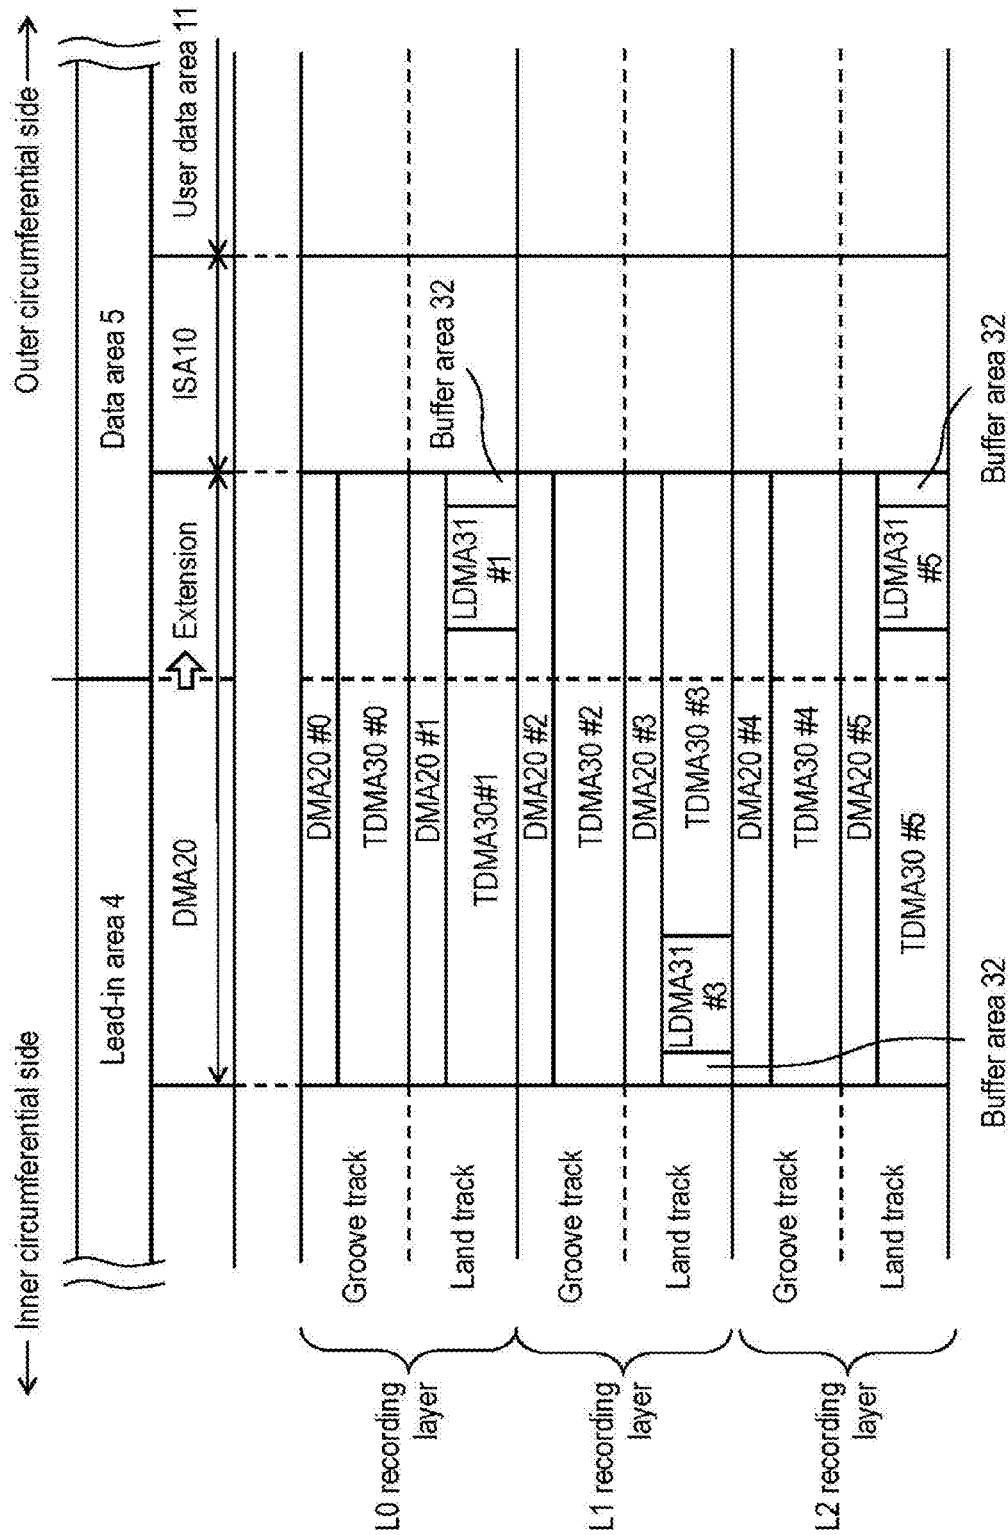 ← Inner circumferential side
Outer circumferential side →
Lead-in area 4
Data area 5
DMA20
Extension
ISA10
User data area 11
L0 recording
layer
Groove track
DMA20 #0
TDMA30 #0
Land track
DMA20 #1
TDMA30#1
LDMA31
#1
Buffer area 32
L1 recording
layer
Groove track
DMA20 #2
TDMA30 #2
Land track
DMA20 #3
LDMA31
#3
TDMA30 #3
L2 recording
layer
Groove track
DMA20 #4
TDMA30 #4
Land track
DMA20 #5
TDMA30 #5
LDMA31
#5
Buffer area 32
Buffer area 32